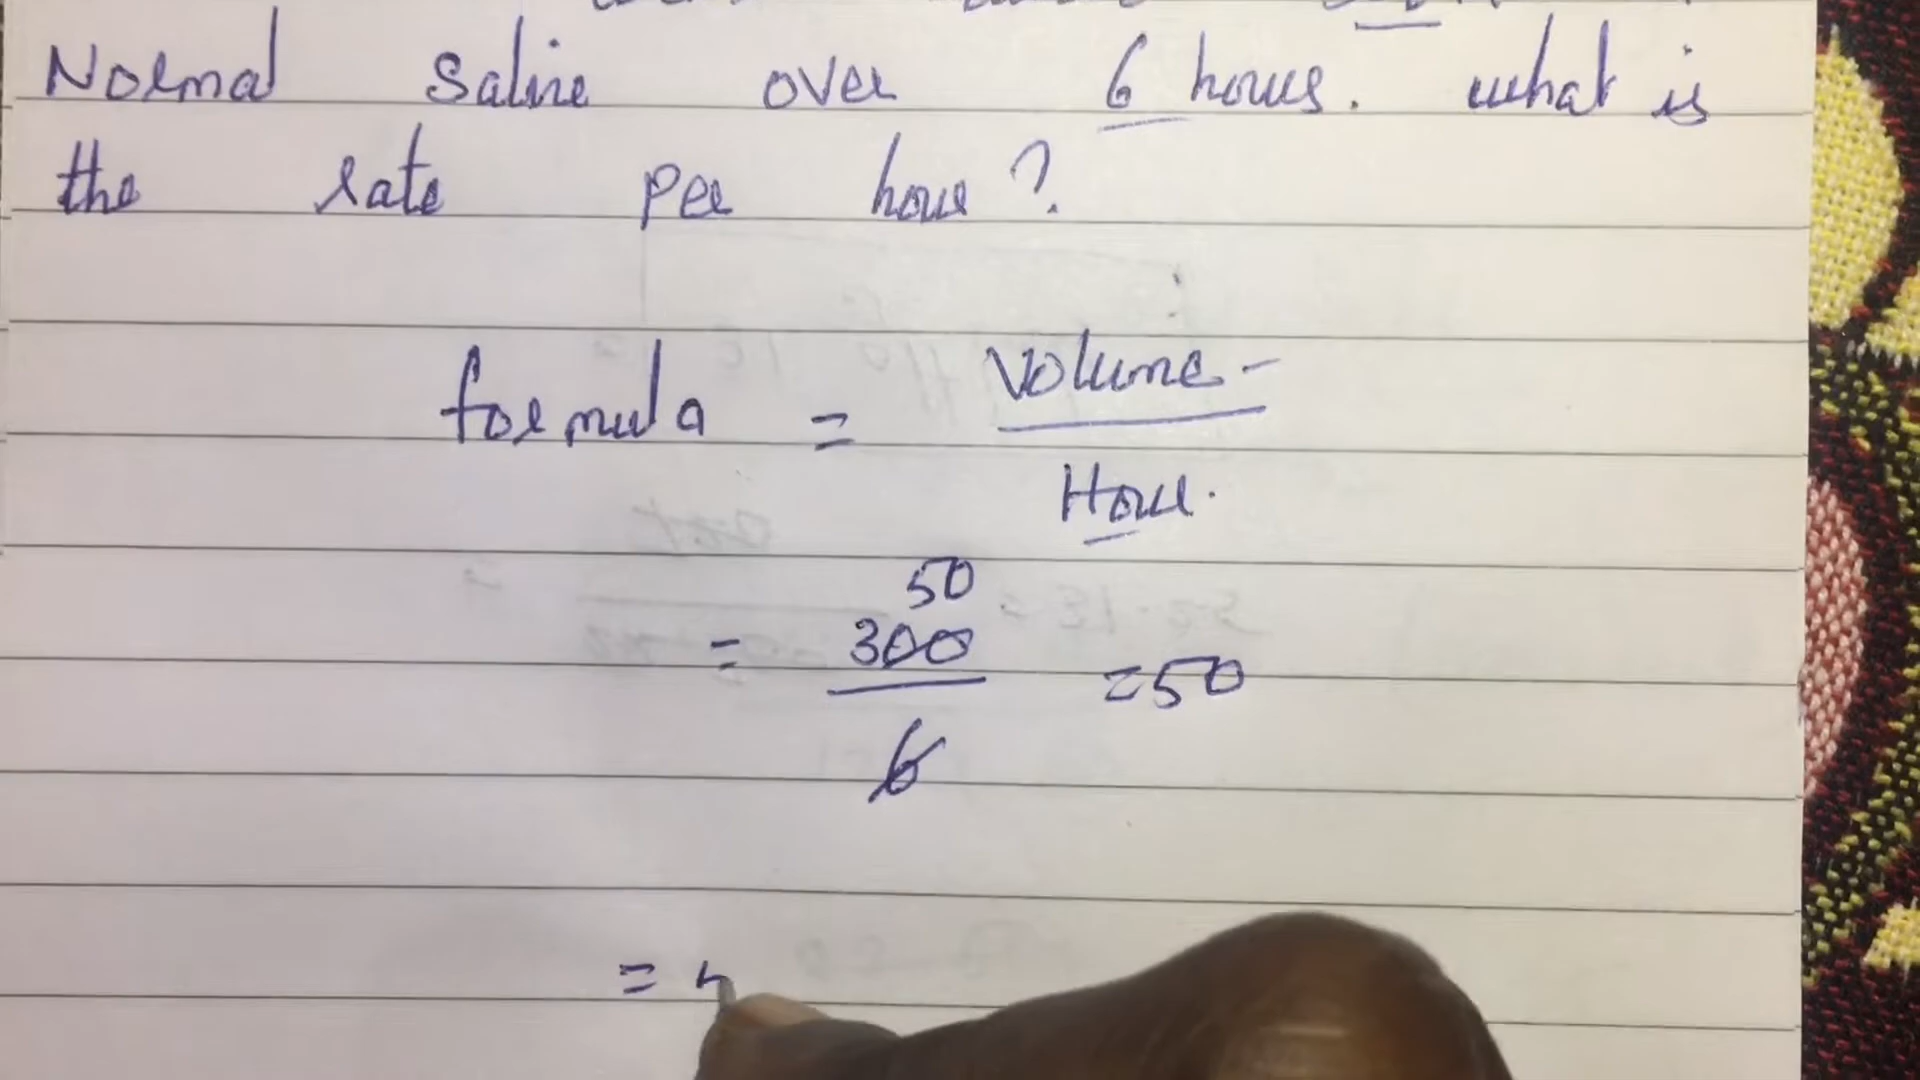 Normal Saline over 6 hours. what is
the rate per hour?
formula = Volume
Hour.
50
= 300 = 50
6
=